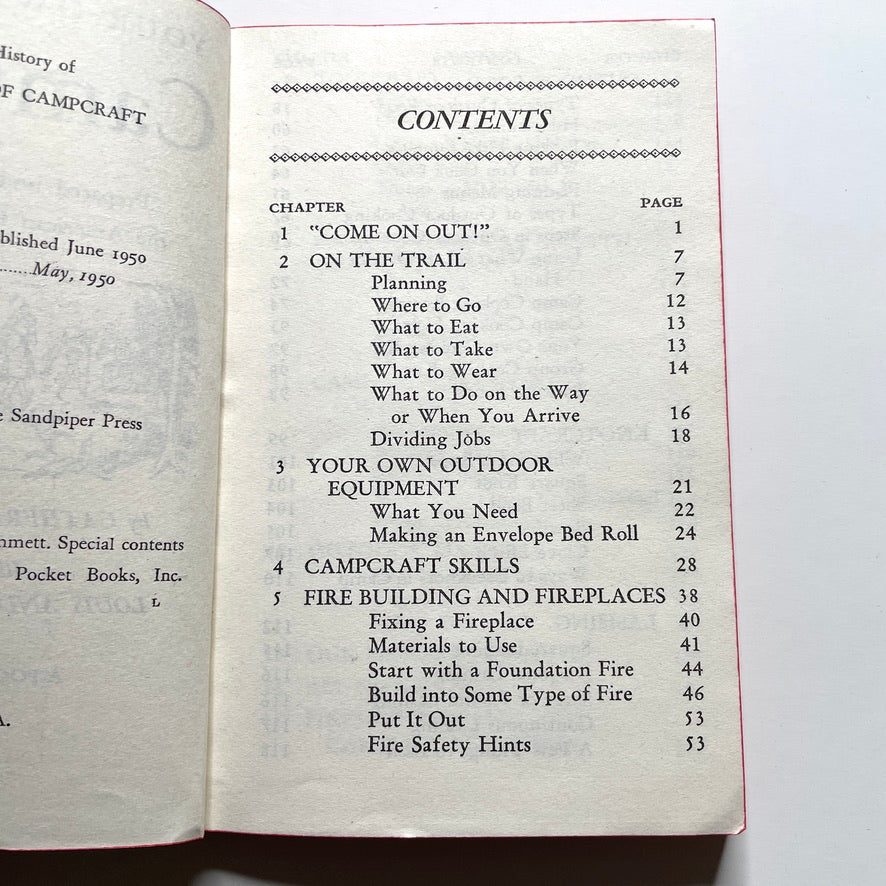 History of
OF CAMPCRAFT
blished June 1950
.......May, 1950
Sandpiper Press
mmett. Special contents
Pocket Books, Inc.
L
A.
CONTENTS
CHAPTER PAGE
1 "COME ON OUT!" 1
2 ON THE TRAIL 7
Planning 7
Where to Go 12
What to Eat 13
What to Take 13
What to Wear 14
What to Do on the Way
or When You Arrive 16
Dividing Jobs 18
3 YOUR OWN OUTDOOR
EQUIPMENT 21
What You Need 22
Making an Envelope Bed Roll 24
4 CAMPCRAFT SKILLS 28
5 FIRE BUILDING AND FIREPLACES 38
Fixing a Fireplace 40
Materials to Use 41
Start with a Foundation Fire 44
Build into Some Type of Fire 46
Put It Out 53
Fire Safety Hints 53